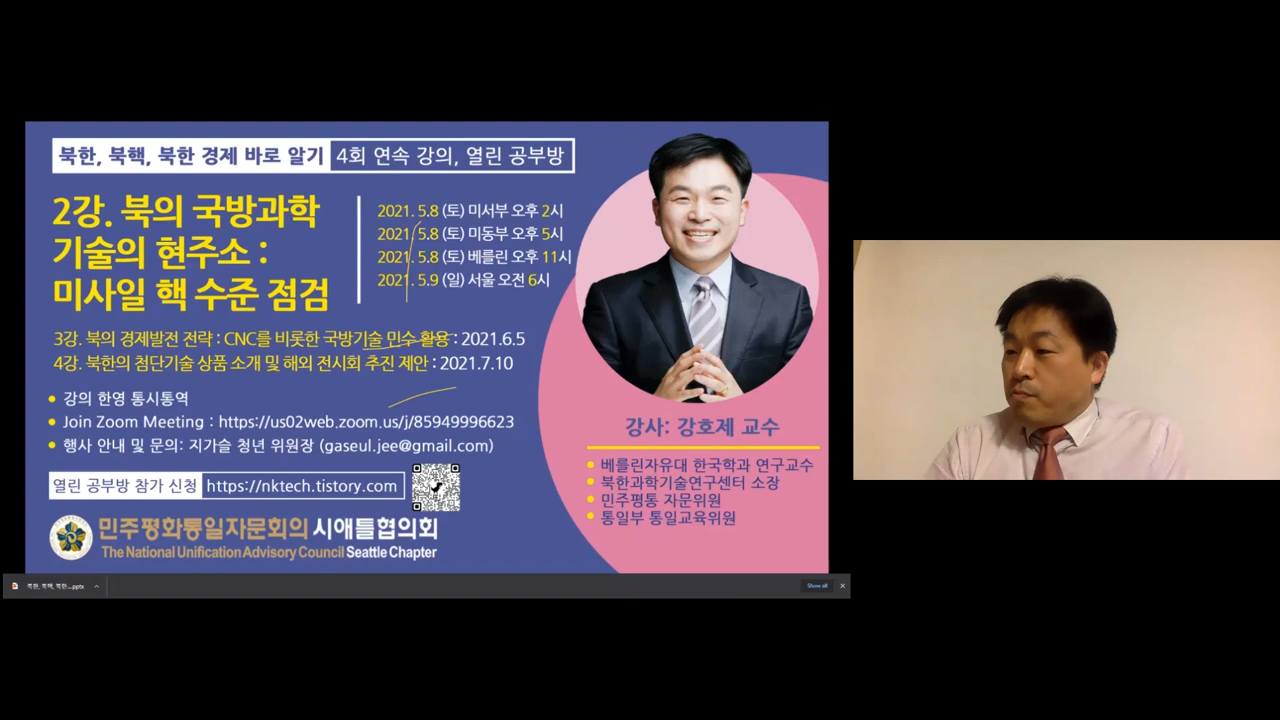 북한, 북핵, 북한 경제 바로 알기 4회 연속 강의, 열린 공부방
2강. 북의 국방과학
기술의 현주소 :
미사일 핵 수준 점검
2021. 5.8 (토) 미서부 오후 2시
2021. 5.8 (토) 미동부 오후 5시
2021. 5.8 (토) 베를린 오후 11시
2021. 5.9 (일) 서울 오전 6시
3강. 북의 경제발전 전략 : CNC를 비롯한 국방기술 민수 활용 : 2021.6.5
4강. 북한의 첨단기술 상품 소개 및 해외 전시회 추진 제안 : 2021.7.10
강의 한영 통시통역
Join Zoom Meeting : https://us02web.zoom.us/j/85949996623
행사 안내 및 문의: 지가슬 청년 위원장 (gaseul.jee@gmail.com)
열린 공부방 참가 신청 https://nktech.tistory.com
민주평화통일자문회의 시애틀협의회
The National Unification Advisory Council Seattle Chapter
강사: 강호제 교수
베를린자유대 한국학과 연구교수
북한과학기술연구센터 소장
민주평통 자문위원
통일부 통일교육위원
북한, 북핵, 북한....pptx
Show all